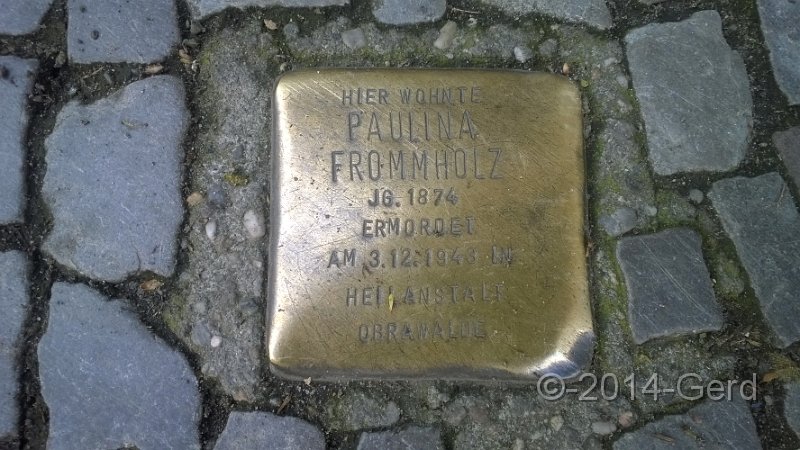 HIER WOHNTE
PAULINA
FROMMHOLZ
JG. 1874
ERMORDET
AM 3.12.1943 IN
HEILANSTALT
OBRAWALDE
©-2014-Gerd